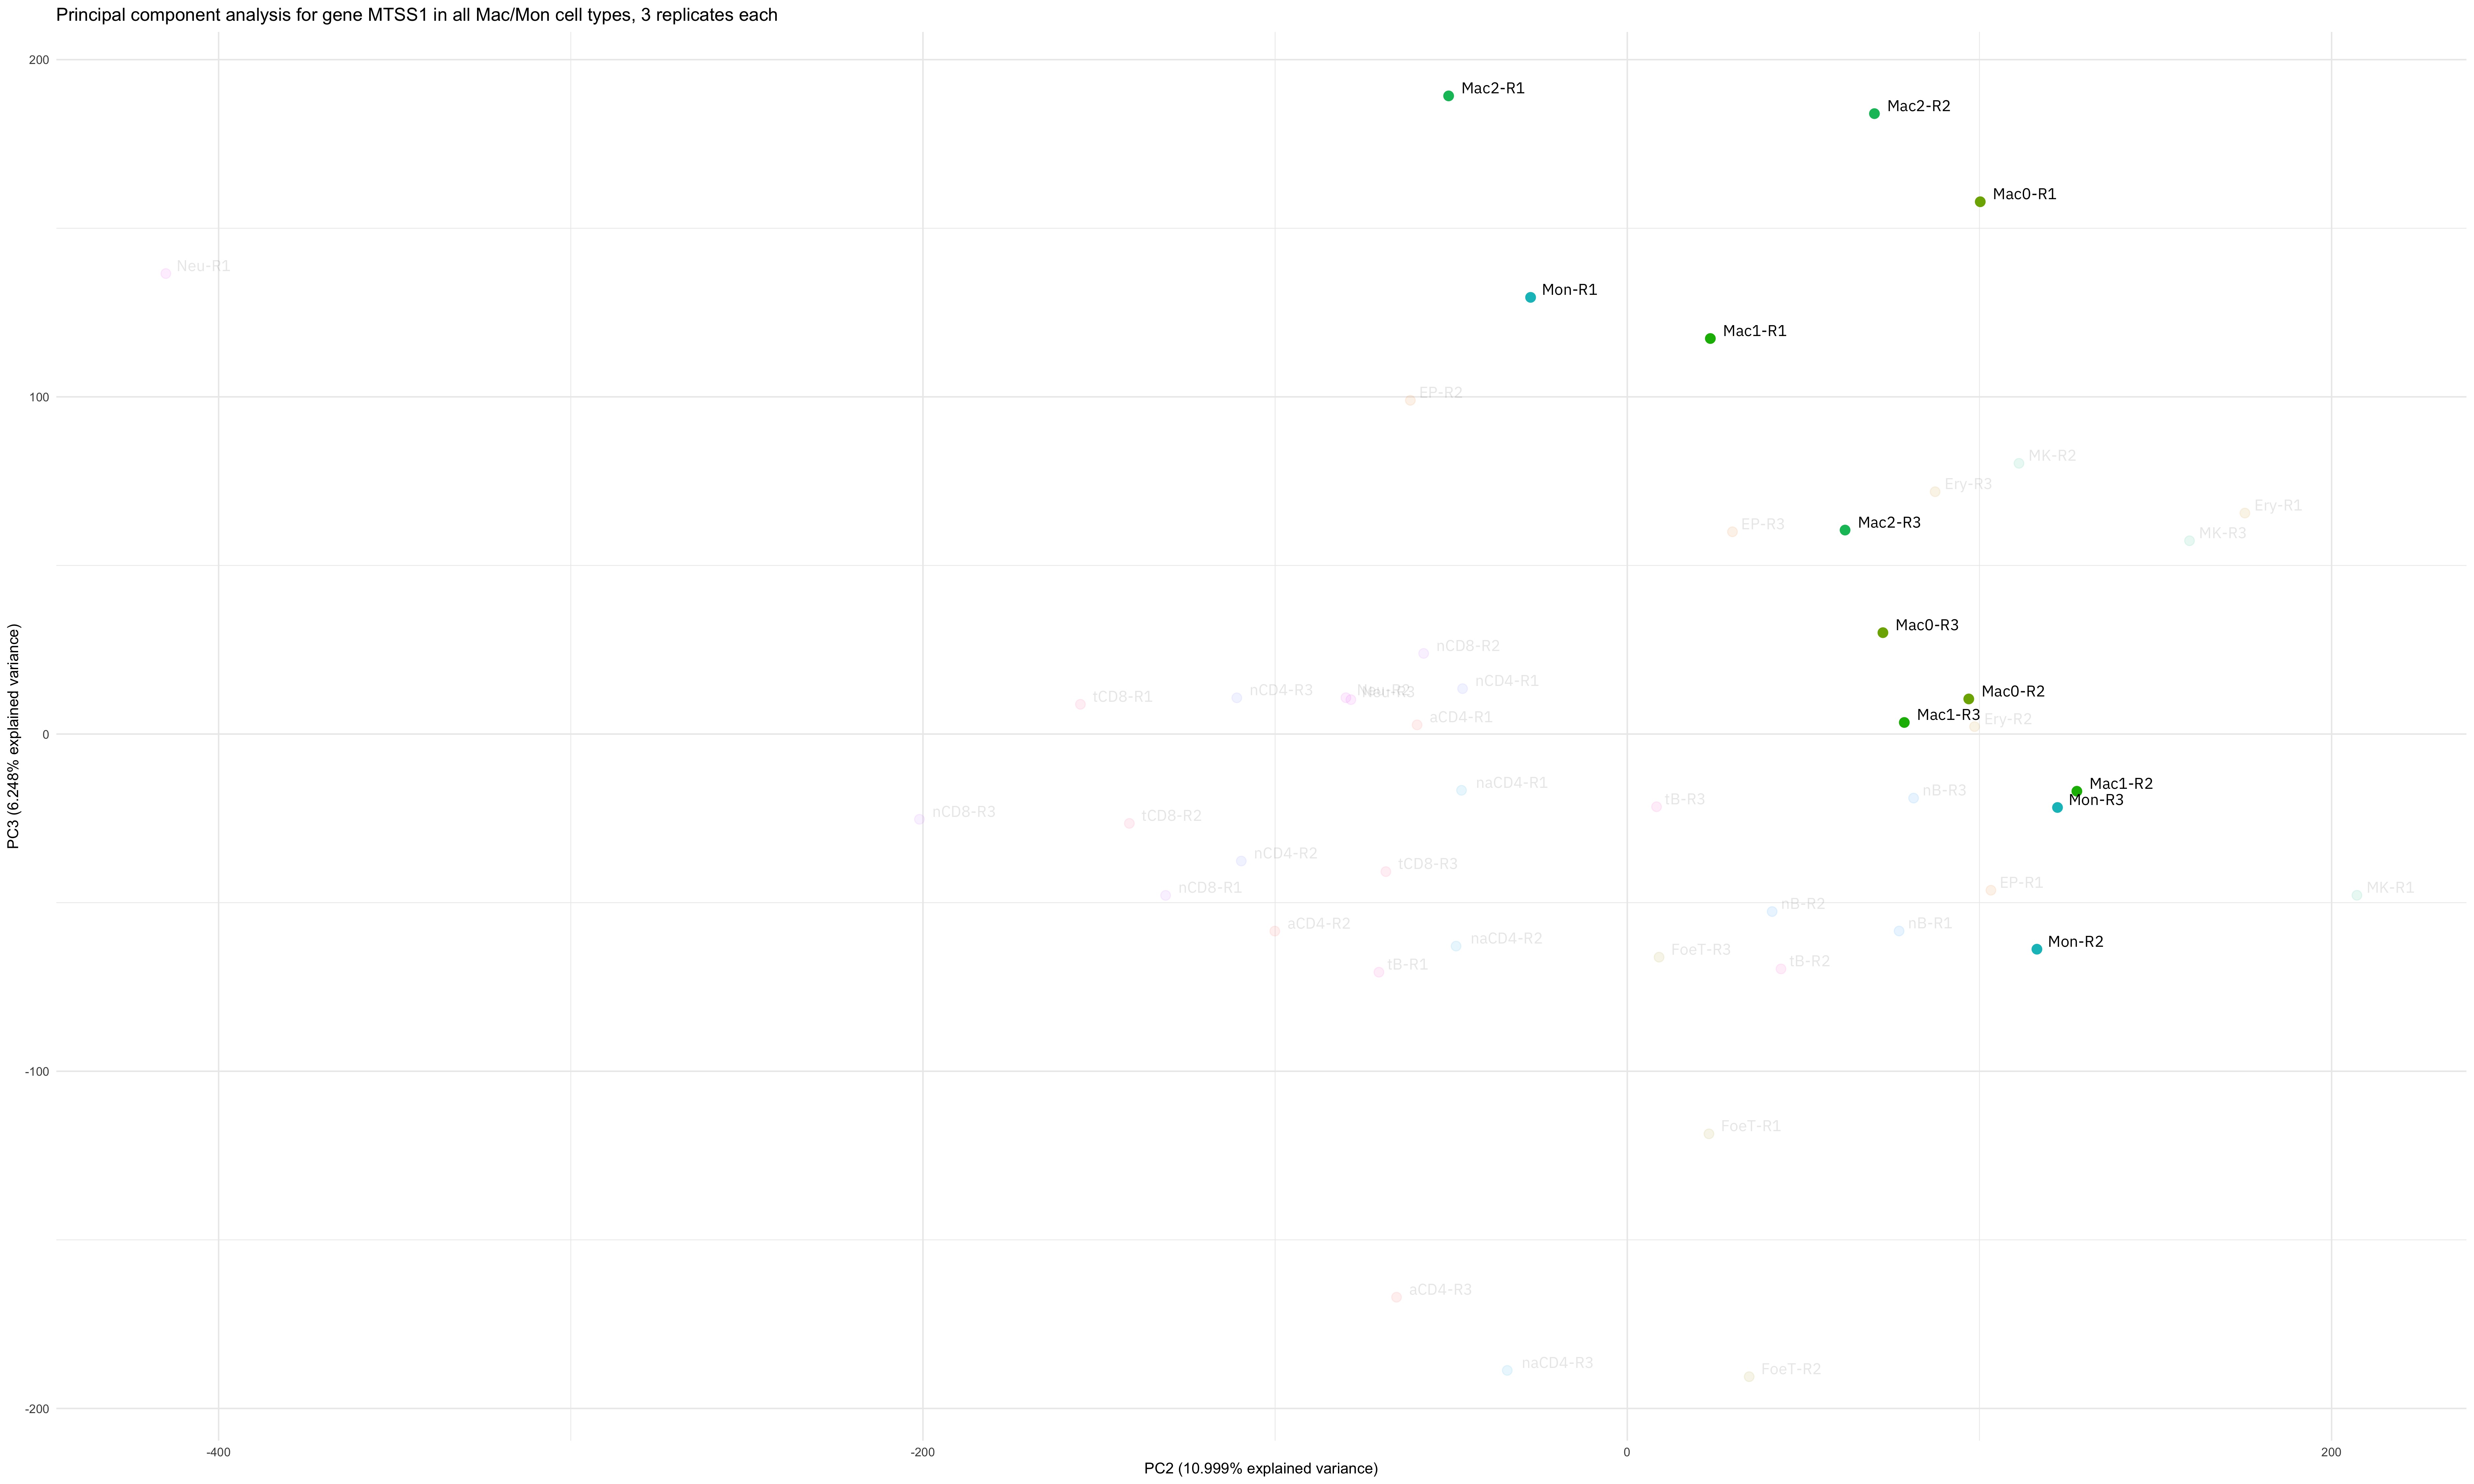 Principal component analysis for gene MTSS1 in all Mac/Mon cell types, 3 replicates each
200
Mac2-R1
Mac2-R2
Mac0-R1
Neu-R1
Mon-R1
Mac1-R1
100
EP-R2
MK-R2
Ery-R3
Ery-R1
EP-R3
Mac2-R3
MK-R3
Mac0-R3
nCD8-R2
nCD4-R1
tCD8-R1
nCD4-R3
Neu-R2
Neu-R3
Mac0-R2
aCD4-R1
Mac1-R3
Ery-R2
0
naCD4-R1
Mac1-R2
nB-R3
tB-R3
Mon-R3
nCD8-R3
tCD8-R2
nCD4-R2
tCD8-R3
nCD8-R1
EP-R1
MK-R1
nB-R2
aCD4-R2
nB-R1
naCD4-R2
Mon-R2
FoeT-R3
tB-R1
tB-R2
-100
FoeT-R1
aCD4-R3
naCD4-R3
FoeT-R2
-200
PC3 (6.248% explained variance)
-400
-200
0
200
PC2 (10.999% explained variance)